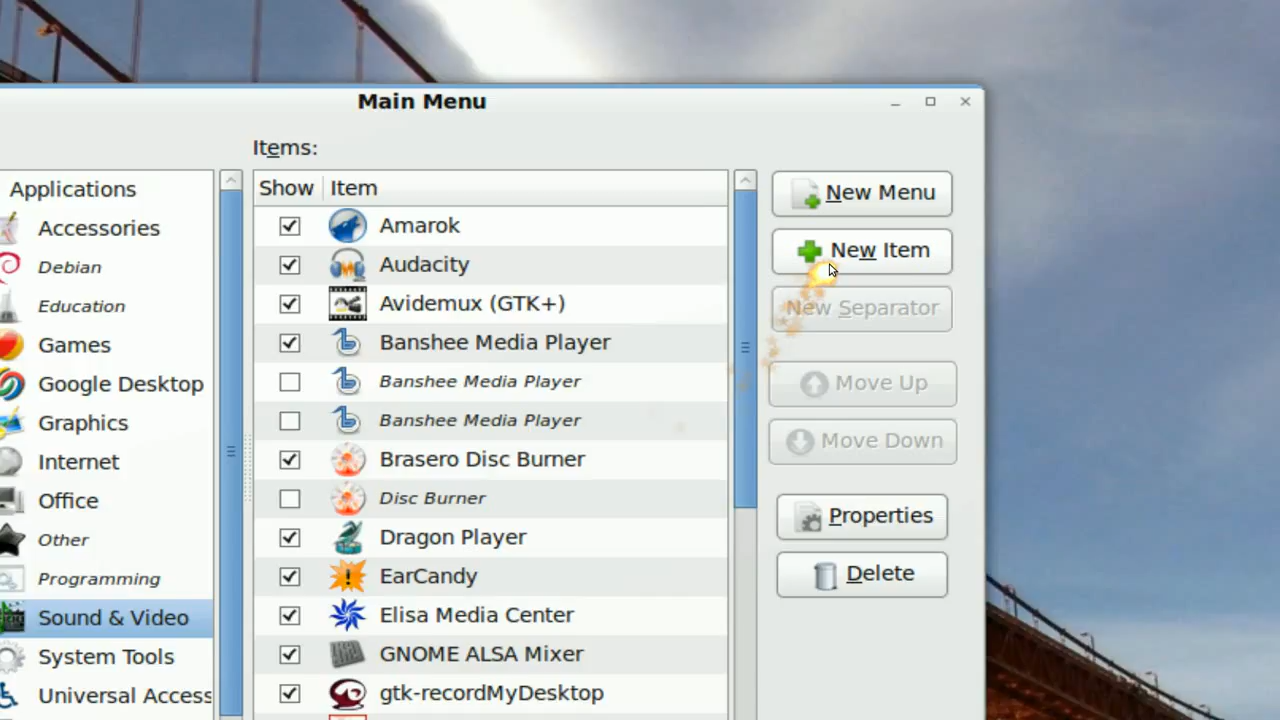 Main Menu
Items:
Show Item
Applications
Accessories
Debian
Education
Games
Google Desktop
Graphics
Internet
Office
Other
Programming
Sound & Video
System Tools
Universal Access
Amarok
Audacity
Avidemux (GTK+)
Banshee Media Player
Banshee Media Player
Banshee Media Player
Brasero Disc Burner
Disc Burner
Dragon Player
EarCandy
Elisa Media Center
GNOME ALSA Mixer
gtk-recordMyDesktop
New Menu
New Item
New Separator
Move Up
Move Down
Properties
Delete